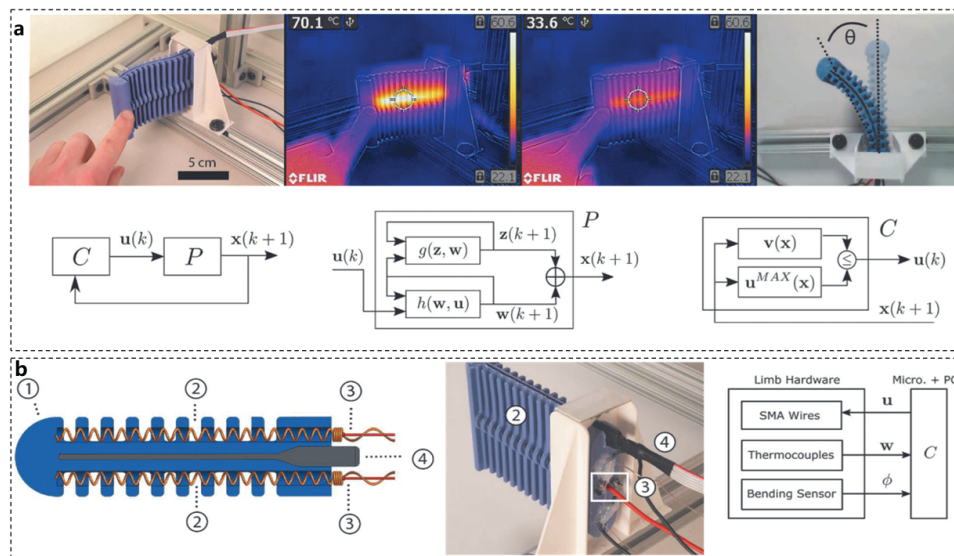 a
70.1 °C
60.6
33.6 °C
60.6
θ
5 cm
FLIR
22.1
FLIR
22.1
C
u(k)
P
x(k+1)
P
u(k)
g(z, w)
z(k+1)
h(w, u)
w(k+1)
x(k+1)
C
v(x)
≤
u^{MAX}(x)
u(k)
x(k+1)
b
1
2
3
4
2
3
2
4
3
Limb Hardware
Micro. + PC
SMA Wires
u
Thermocouples
w
C
Bending Sensor
ϕ